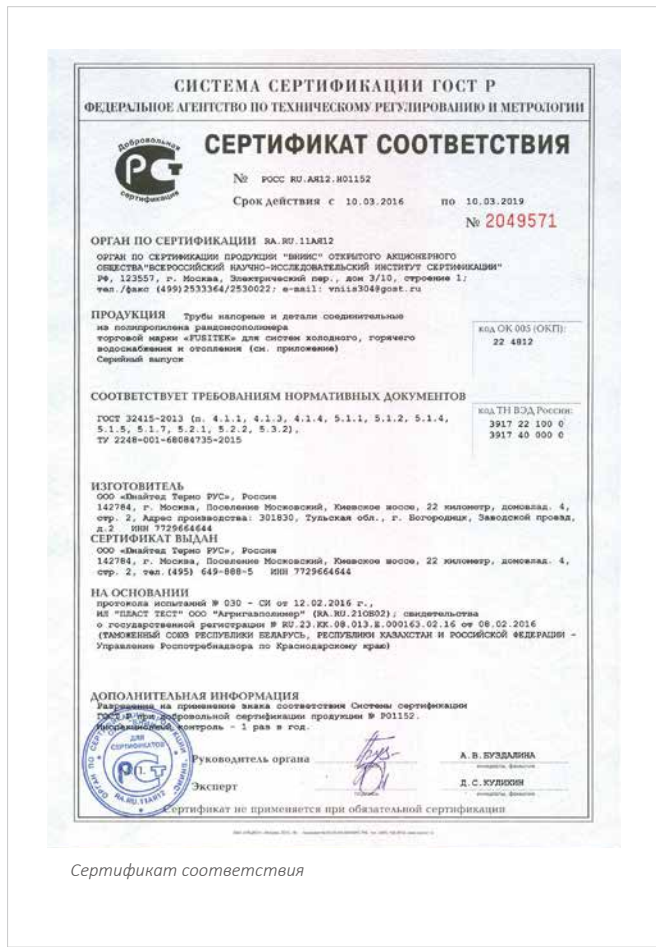 СИСТЕМА СЕРТИФИКАЦИИ ГОСТ Р
ФЕДЕРАЛЬНОЕ АГЕНТСТВО ПО ТЕХНИЧЕСКОМУ РЕГУЛИРОВАНИЮ И МЕТРОЛОГИИ
Добровольная
сертификация
СЕРТИФИКАТ СООТВЕТСТВИЯ
№ РОСС RU.АЯ12.Н01152
Срок действия с 10.03.2016 по 10.03.2019
№ 2049571
ОРГАН ПО СЕРТИФИКАЦИИ RA.RU.11АЯ12
ОРГАН ПО СЕРТИФИКАЦИИ ПРОДУКЦИИ "ВНИИС" ОТКРЫТОГО АКЦИОНЕРНОГО
ОБЩЕСТВА"ВСЕРОССИЙСКИЙ НАУЧНО-ИССЛЕДОВАТЕЛЬСКИЙ ИНСТИТУТ СЕРТИФИКАЦИИ"
РФ, 123557, г. Москва, Электрический пер., дом 3/10, строение 1;
тел./факс (499)2533364/2530022; e-mail: vniis304@gost.ru
ПРОДУКЦИЯ Трубы напорные и детали соединительные
из полипропилена рандомсополимера
торговой марки «FUSITEK» для систем холодного, горячего
водоснабжения и отопления (см. приложение)
Серийный выпуск
код ОК 005 (ОКП):
22 4812
СООТВЕТСТВУЕТ ТРЕБОВАНИЯМ НОРМАТИВНЫХ ДОКУМЕНТОВ
ГОСТ 32415-2013 (п. 4.1.1, 4.1.3, 4.1.4, 5.1.1, 5.1.2, 5.1.4,
5.1.5, 5.1.7, 5.2.1, 5.2.2, 5.3.2),
ТУ 2248-001-68084735-2015
код ТН ВЭД России:
3917 22 100 0
3917 40 000 0
ИЗГОТОВИТЕЛЬ
ООО «Юнайтед Термо РУС», Россия
142784, г. Москва, Поселение Московский, Киевское шоссе, 22 километр, домовлад. 4,
стр. 2, Адрес производства: 301830, Тульская обл., г. Богородицк, Заводской проезд,
д.2 ИНН 7729664644
СЕРТИФИКАТ ВЫДАН
ООО «Юнайтед Термо РУС», Россия
142784, г. Москва, Поселение Московский, Киевское шоссе, 22 километр, домовлад. 4,
стр. 2, тел.(495) 649-888-5 ИНН 7729664644
НА ОСНОВАНИИ
протокола испытаний № 030 - СИ от 12.02.2016 г.,
ИЛ "ПЛАСТ ТЕСТ" ООО "Агригазполимер" (RA.RU.21ОВ02); свидетельства
о государственной регистрации № RU.23.КК.08.013.Е.000163.02.16 от 08.02.2016
(ТАМОЖЕННЫЙ СОЮЗ РЕСПУБЛИКИ БЕЛАРУСЬ, РЕСПУБЛИКИ КАЗАХСТАН И РОССИЙСКОЙ ФЕДЕРАЦИИ -
Управление Роспотребнадзора по Краснодарскому краю)
ДОПОЛНИТЕЛЬНАЯ ИНФОРМАЦИЯ
Разрешение на применение знака соответствия Системы сертификации
ГОСТ Р при добровольной сертификации продукции № Р01152.
Инспекционный контроль - 1 раз в год.
ДЛЯ
СЕРТИФИКАТОВ
RA.RU.11АЯ12
Руководитель органа
А.В.БУЗДАЛИНА
инициалы, фамилия
Эксперт
подпись
Д.С.КУЛИКИН
инициалы, фамилия
Сертификат не применяется при обязательной сертификации
Сертификат соответствия